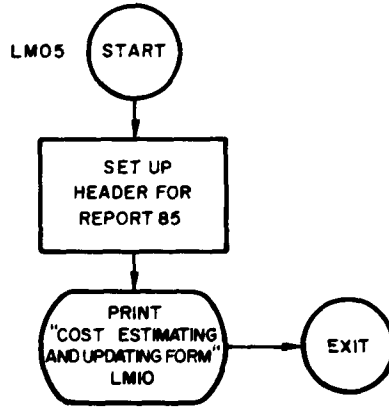 LM05
START
SET UP
HEADER FOR
REPORT 85
PRINT
"COST ESTIMATING
AND UPDATING FORM"
LM10
EXIT